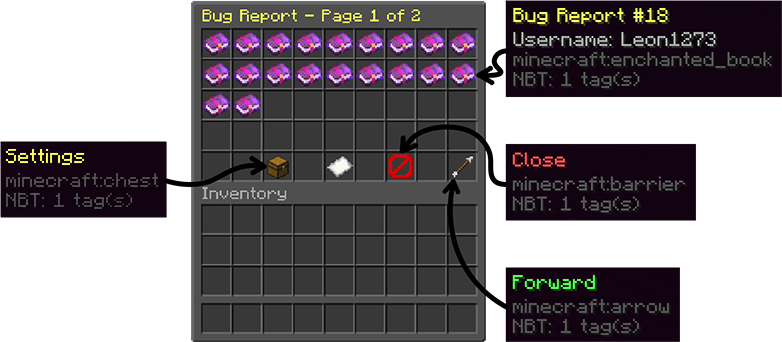 Bug Report - Page 1 of 2
Bug Report #18
Username: Leon1273
minecraft:enchanted_book
NBT: 1 tag(s)
Settings
minecraft:chest
NBT: 1 tag(s)
Close
minecraft:barrier
NBT: 1 tag(s)
Inventory
Forward
minecraft:arrow
NBT: 1 tag(s)